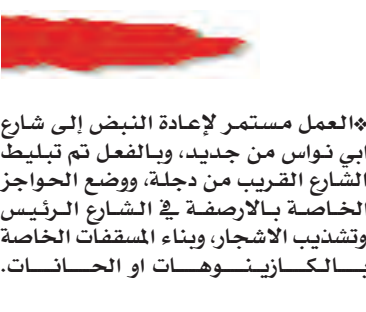 ❖العمل مستمر لإعادة النبض إلى شارع
ابي نواس من جديد، وبالفعل تم تبليط
الشارع القريب من دجلة، ووضع الحواجز
الخاصة بالارصفة في الشارع الرئيس
وتشذيب الاشجار، وبناء المسقفات الخاصة
بالكازينوهات او الحانات.